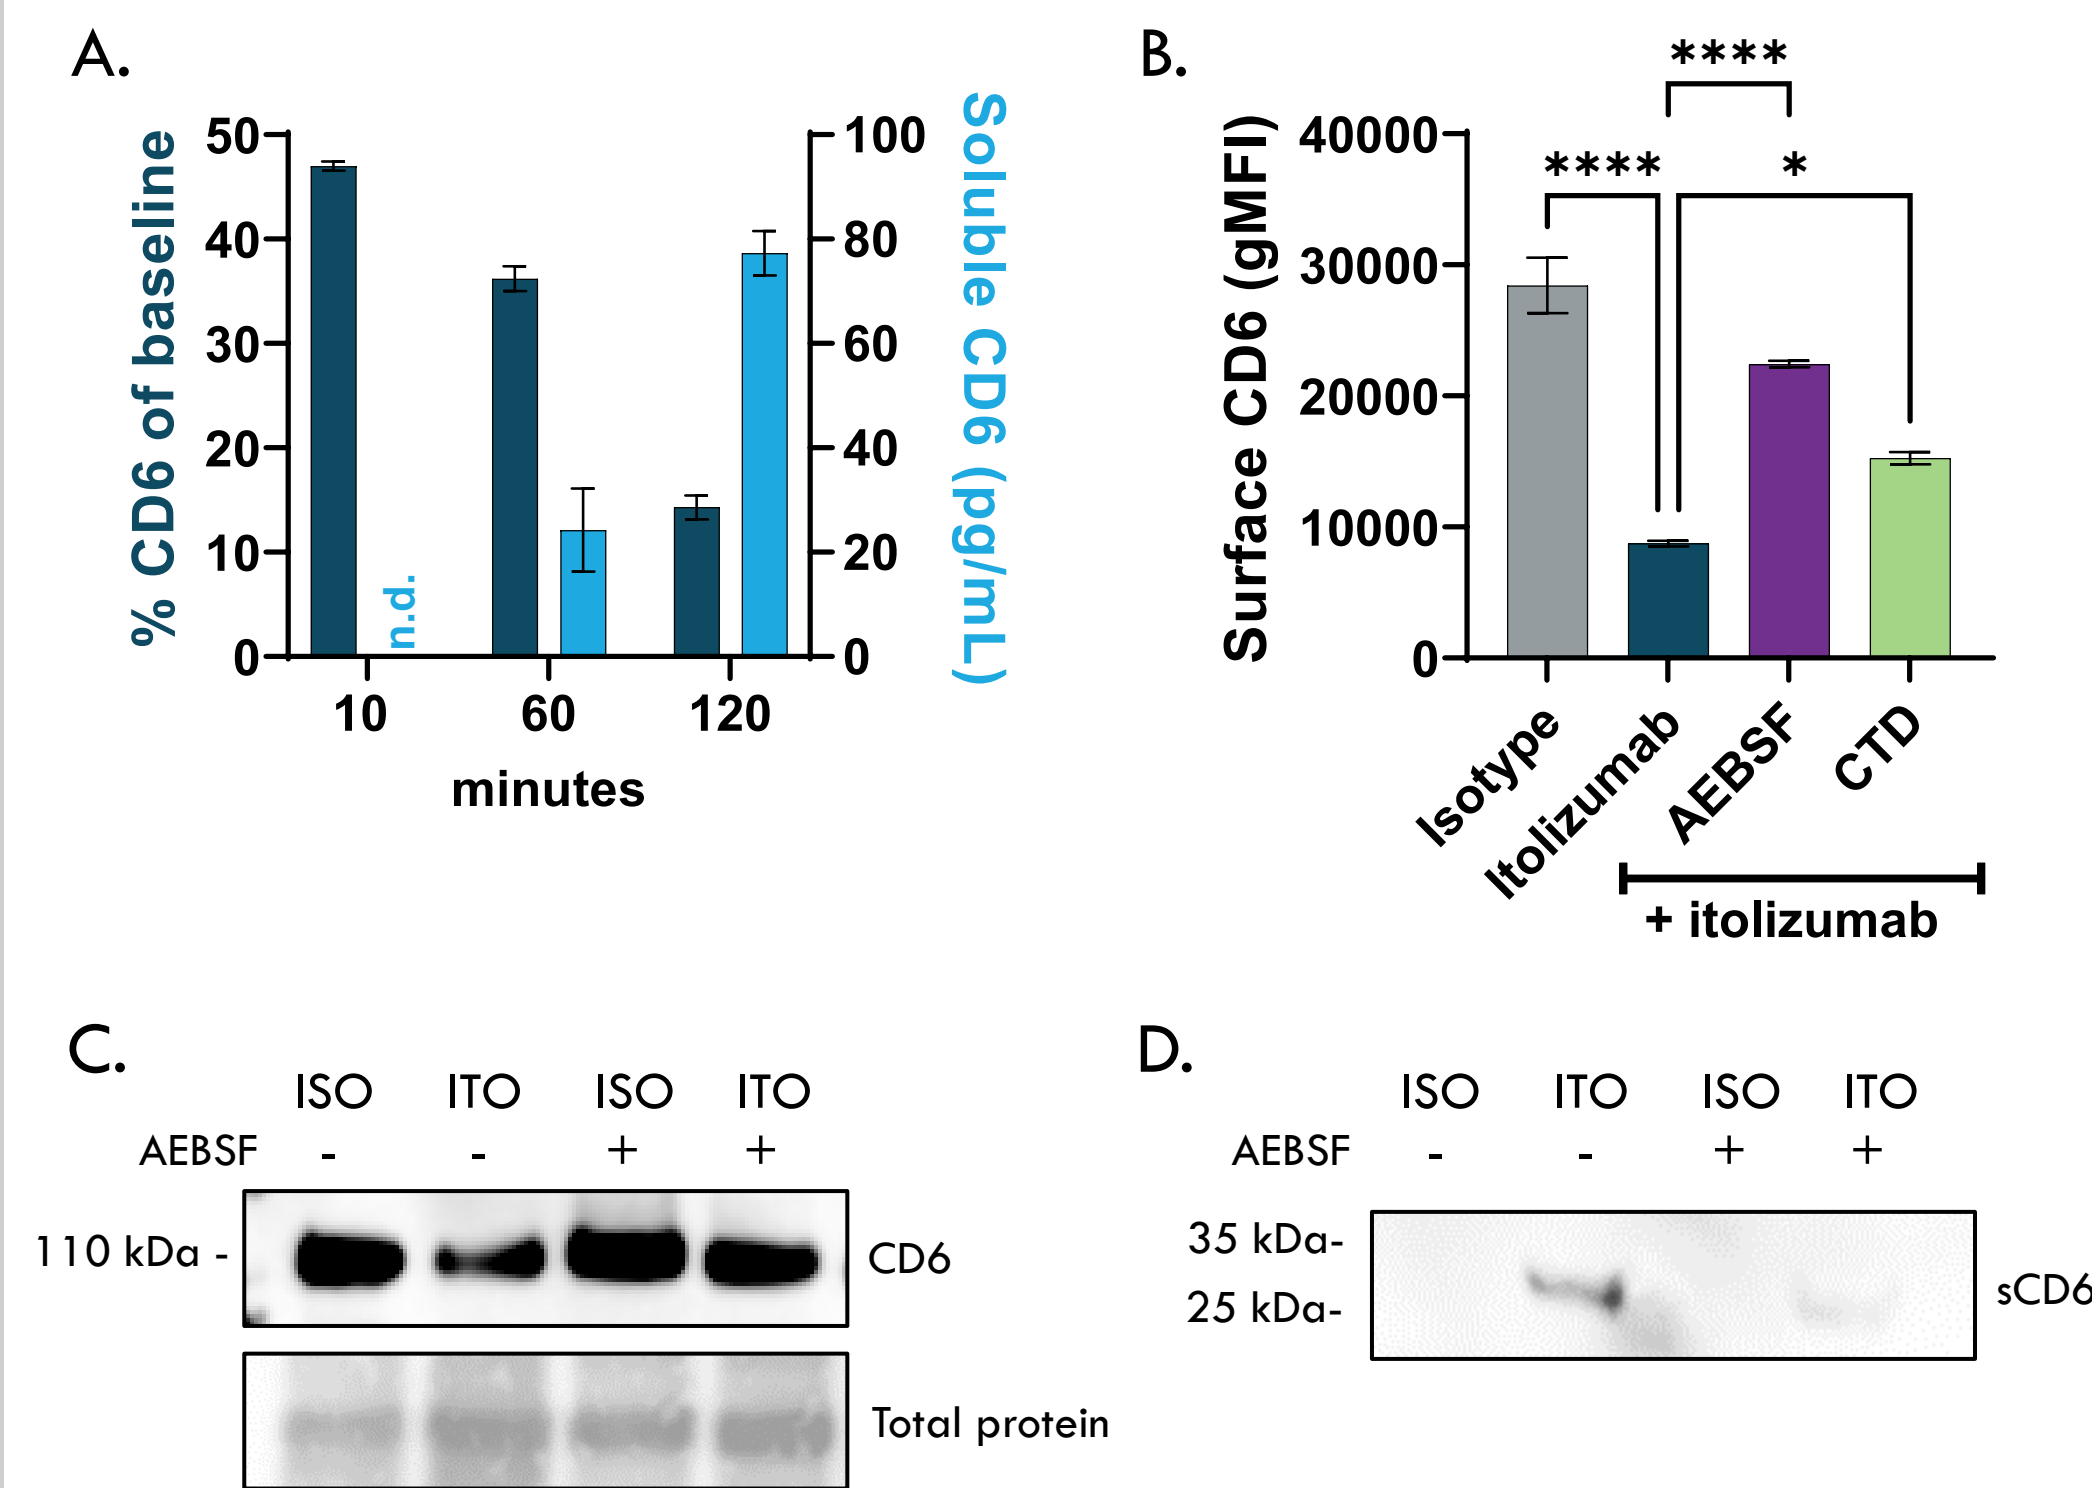 A.
% CD6 of baseline
50
40
30
20
10
0
n.d.
100
80
60
40
20
0
Soluble CD6 (pg/mL)
10 60 120
minutes
B.
Surface CD6 (gMFI)
40000
30000
20000
10000
0
****
**** *
Isotype
Itolizumab
AEBSF
CTD
+ itolizumab
C.
ISO ITO ISO ITO
AEBSF - - + +
110 kDa -
CD6
Total protein
D.
ISO ITO ISO ITO
AEBSF - - + +
35 kDa-
25 kDa-
sCD6